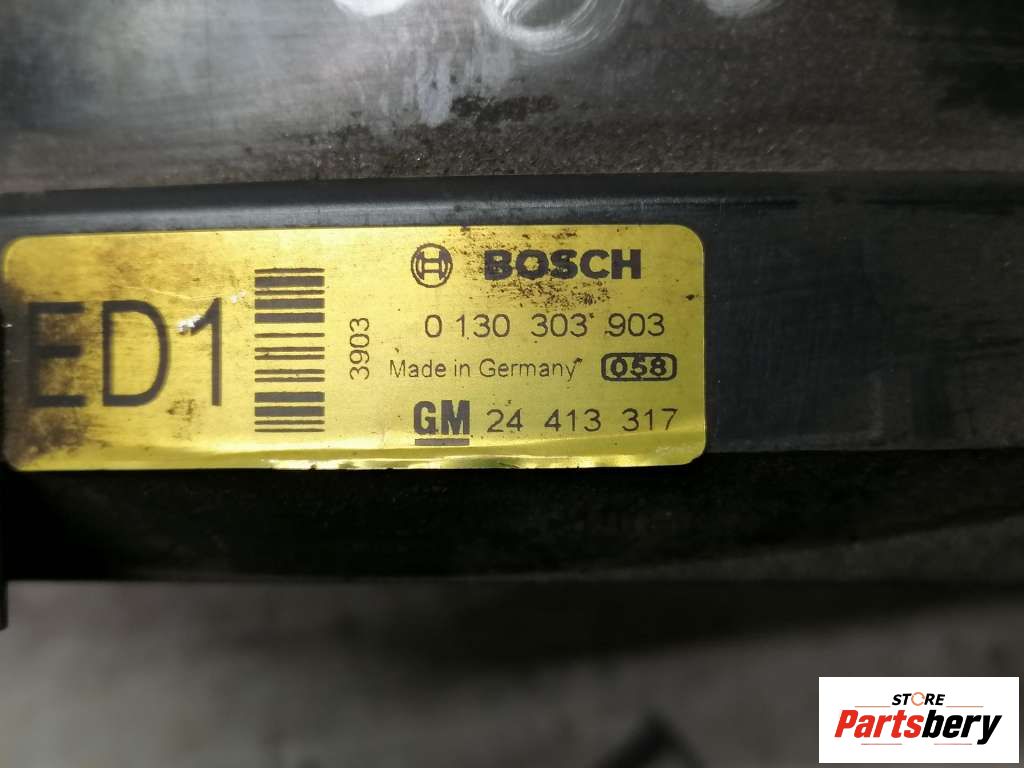 ED1
3903
BOSCH
0 130 303 903
Made in Germany 058
GM 24 413 317
STORE
Partsbery